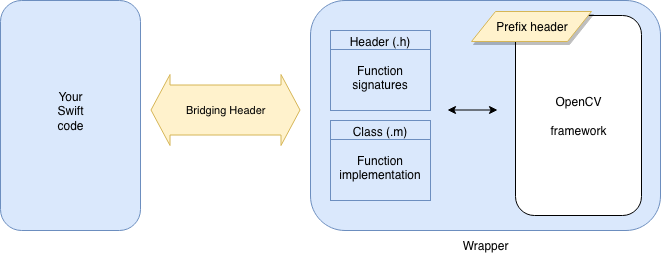 Your
Swift
code
Bridging Header
Header (.h)
Function
signatures
Class (.m)
Function
implementation
Prefix header
OpenCV
framework
Wrapper